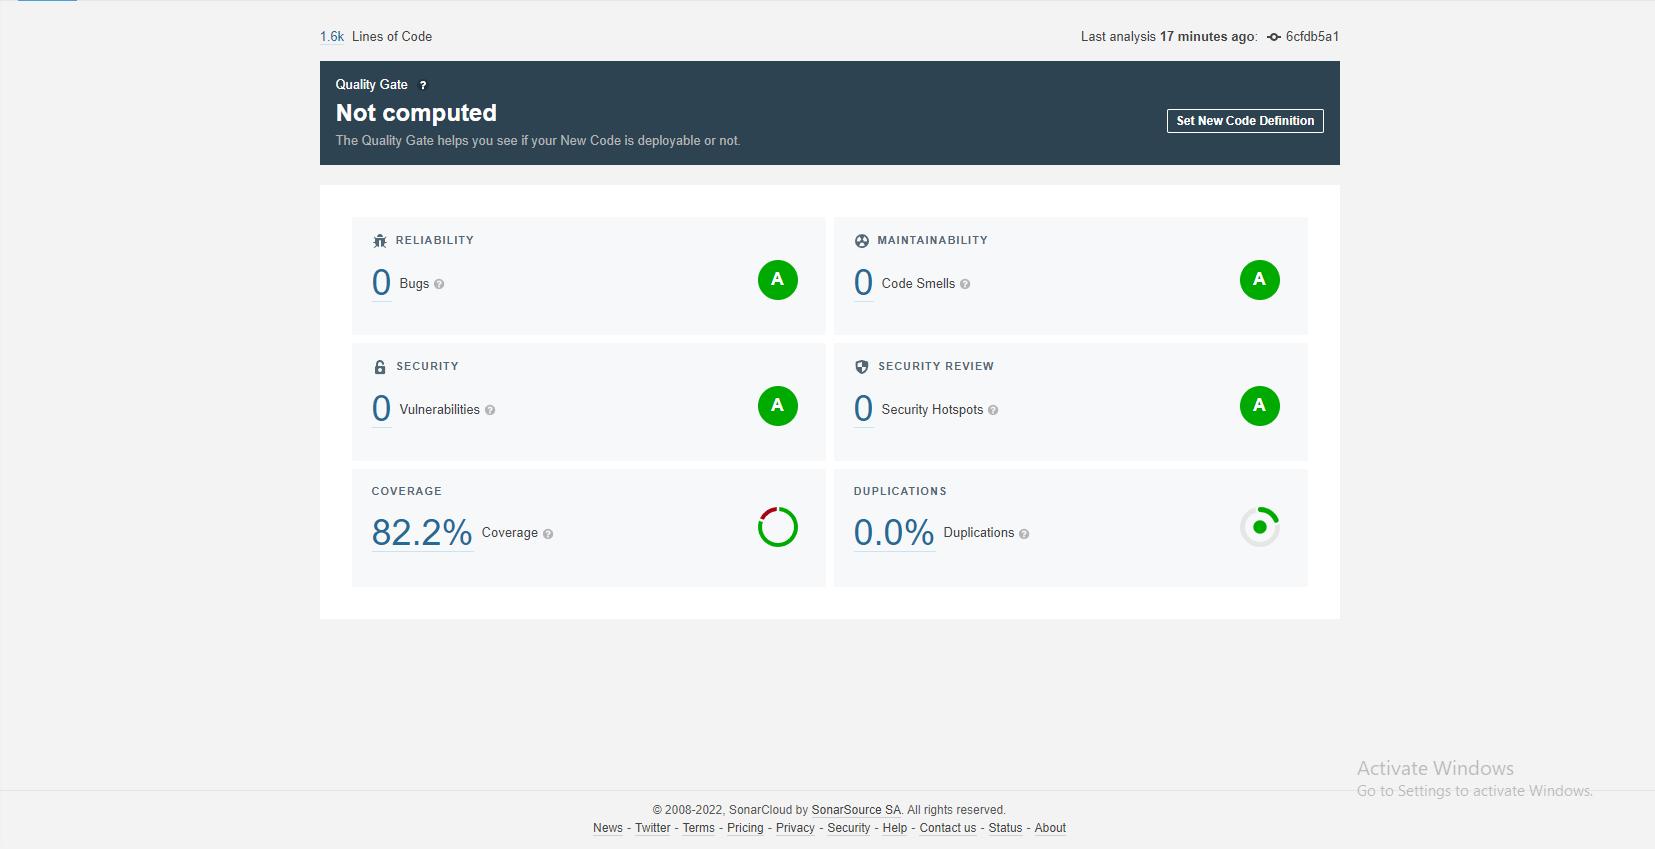 1.6k Lines of Code
Last analysis 17 minutes ago: 6cfdb5a1
Quality Gate ?
Not computed
The Quality Gate helps you see if your New Code is deployable or not.
Set New Code Definition
RELIABILITY
0 Bugs ?
A
MAINTAINABILITY
0 Code Smells ?
A
SECURITY
0 Vulnerabilities ?
A
SECURITY REVIEW
0 Security Hotspots ?
A
COVERAGE
82.2% Coverage ?
DUPLICATIONS
0.0% Duplications ?
Activate Windows
Go to Settings to activate Windows.
© 2008-2022, SonarCloud by SonarSource SA. All rights reserved.
News - Twitter - Terms - Pricing - Privacy - Security - Help - Contact us - Status - About